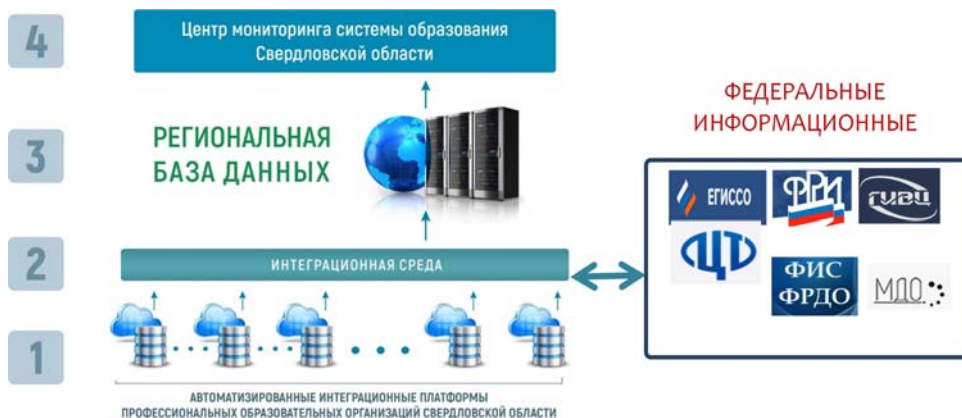 4
Центр мониторинга системы образования
Свердловской области
3
РЕГИОНАЛЬНАЯ
БАЗА ДАННЫХ
2
ИНТЕГРАЦИОННАЯ СРЕДА
1
АВТОМАТИЗИРОВАННЫЕ ИНТЕГРАЦИОННЫЕ ПЛАТФОРМЫ
ПРОФЕССИОНАЛЬНЫХ ОБРАЗОВАТЕЛЬНЫХ ОРГАНИЗАЦИЙ СВЕРДЛОВСКОЙ ОБЛАСТИ
ФЕДЕРАЛЬНЫЕ
ИНФОРМАЦИОННЫЕ
ЕГИССО
ФРИ
ГИВЦ
ЦТ
ФИС
ФРДО
МДО